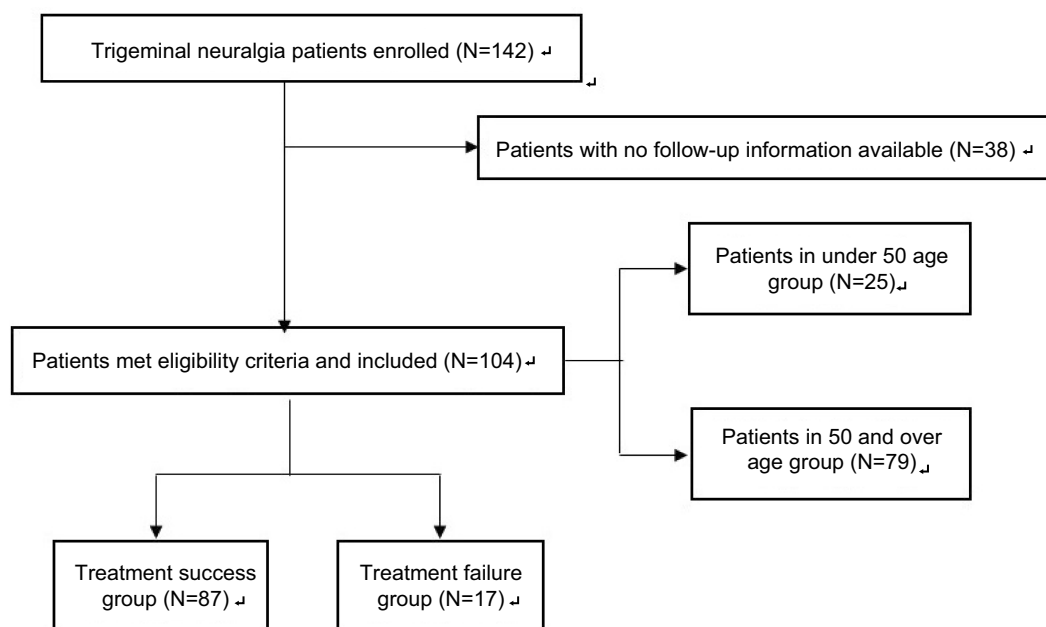 Trigeminal neuralgia patients enrolled (N=142)
Patients with no follow-up information available (N=38)
Patients in under 50 age
group (N=25)
Patients met eligibility criteria and included (N=104)
Patients in 50 and over
age group (N=79)
Treatment success
group (N=87)
Treatment failure
group (N=17)